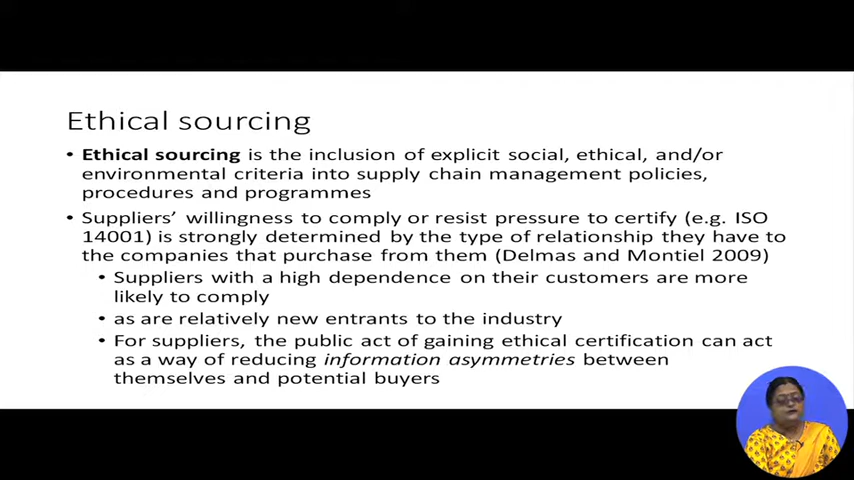 Ethical sourcing
• Ethical sourcing is the inclusion of explicit social, ethical, and/or
environmental criteria into supply chain management policies,
procedures and programmes
• Suppliers’ willingness to comply or resist pressure to certify (e.g. ISO
14001) is strongly determined by the type of relationship they have to
the companies that purchase from them (Delmas and Montiel 2009)
• Suppliers with a high dependence on their customers are more
likely to comply
• as are relatively new entrants to the industry
• For suppliers, the public act of gaining ethical certification can act
as a way of reducing information asymmetries between
themselves and potential buyers